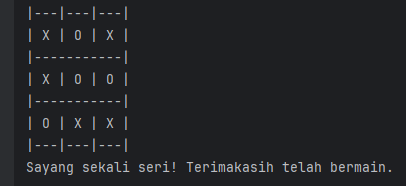 |---|---|---|
| X | O | X |
|-----------|
| X | O | O |
|-----------|
| O | X | X |
|---|---|---|
Sayang sekali seri! Terimakasih telah bermain.